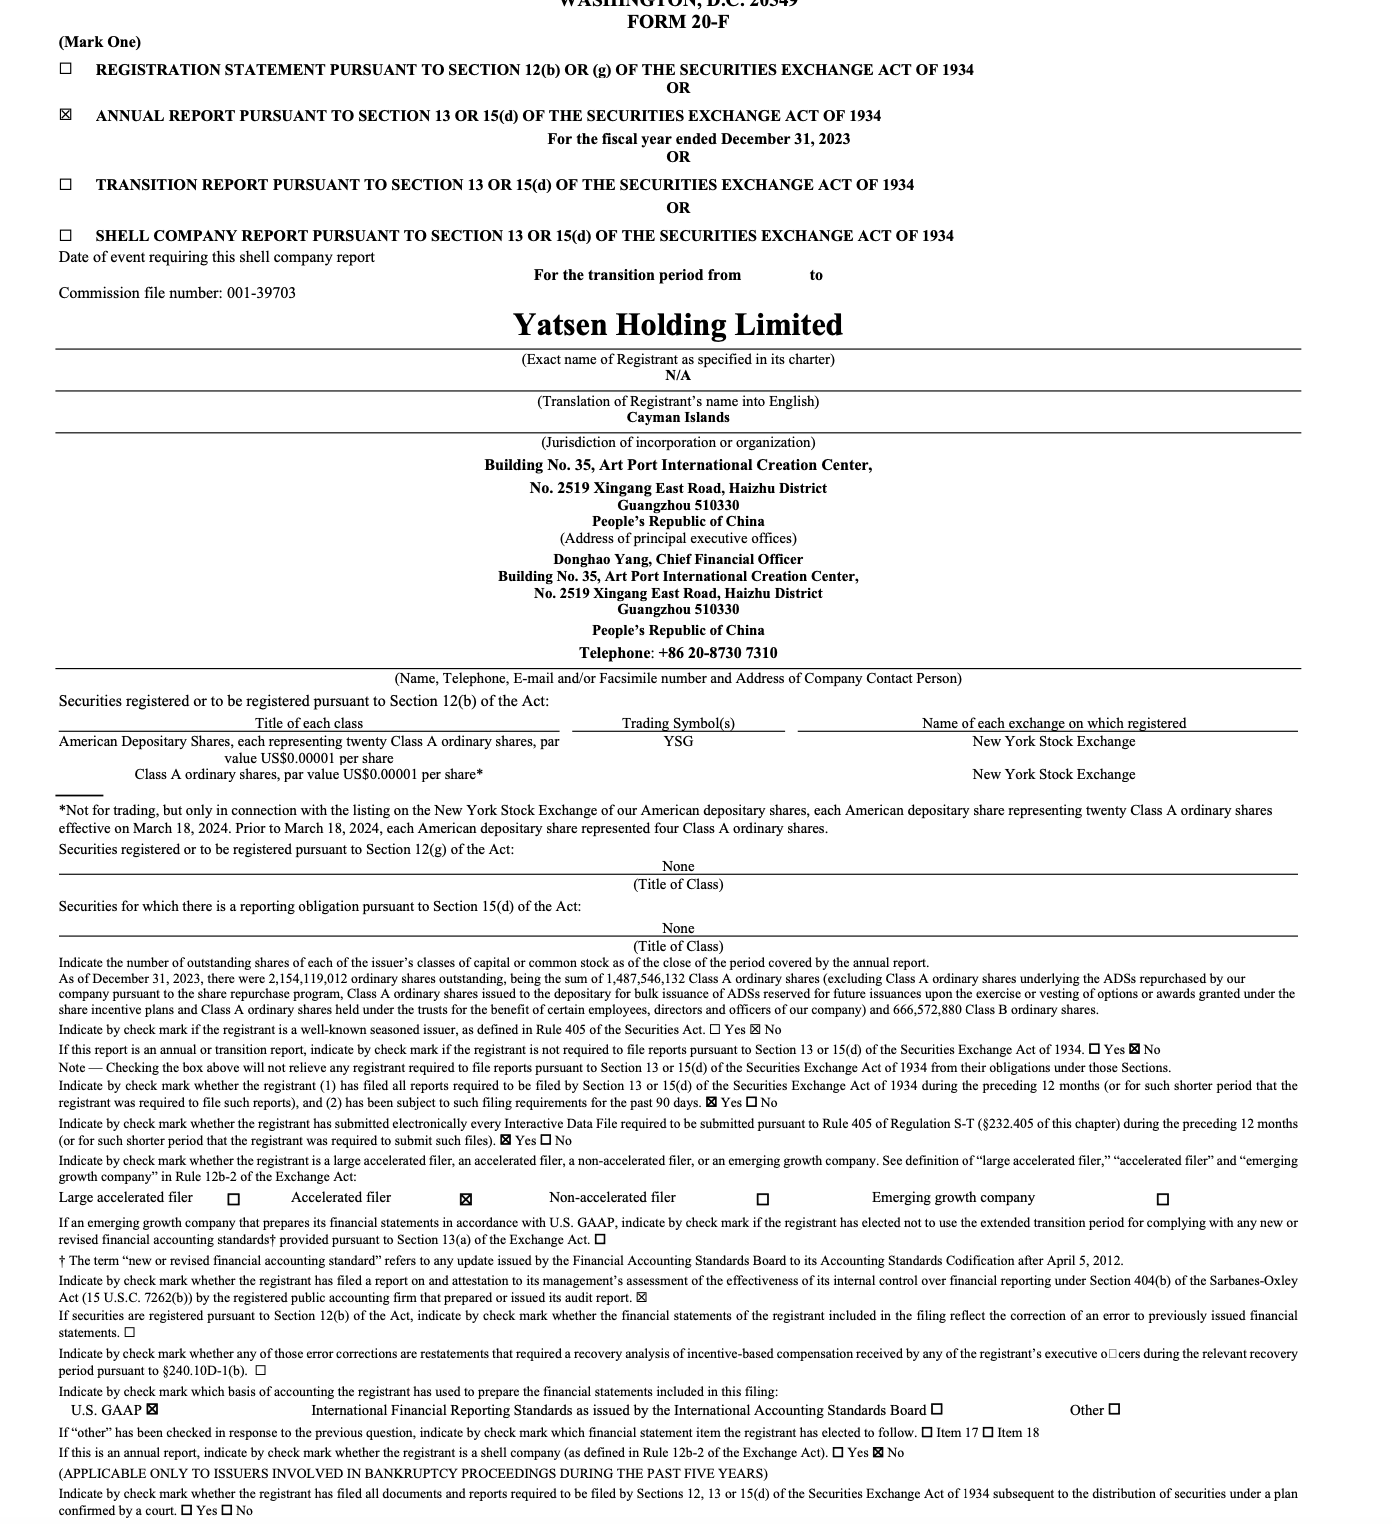 WASHINGTON, D.C. 20549
FORM 20-F
(Mark One)
☐ REGISTRATION STATEMENT PURSUANT TO SECTION 12(b) OR (g) OF THE SECURITIES EXCHANGE ACT OF 1934
OR
☒ ANNUAL REPORT PURSUANT TO SECTION 13 OR 15(d) OF THE SECURITIES EXCHANGE ACT OF 1934
For the fiscal year ended December 31, 2023
OR
☐ TRANSITION REPORT PURSUANT TO SECTION 13 OR 15(d) OF THE SECURITIES EXCHANGE ACT OF 1934
OR
☐ SHELL COMPANY REPORT PURSUANT TO SECTION 13 OR 15(d) OF THE SECURITIES EXCHANGE ACT OF 1934
Date of event requiring this shell company report
For the transition period from to
Commission file number: 001-39703
Yatsen Holding Limited
(Exact name of Registrant as specified in its charter)
N/A
(Translation of Registrant’s name into English)
Cayman Islands
(Jurisdiction of incorporation or organization)
Building No. 35, Art Port International Creation Center,
No. 2519 Xingang East Road, Haizhu District
Guangzhou 510330
People’s Republic of China
(Address of principal executive offices)
Donghao Yang, Chief Financial Officer
Building No. 35, Art Port International Creation Center,
No. 2519 Xingang East Road, Haizhu District
Guangzhou 510330
People’s Republic of China
Telephone: +86 20-8730 7310
(Name, Telephone, E-mail and/or Facsimile number and Address of Company Contact Person)
Securities registered or to be registered pursuant to Section 12(b) of the Act:
Title of each class Trading Symbol(s) Name of each exchange on which registered
American Depositary Shares, each representing twenty Class A ordinary shares, par YSG New York Stock Exchange
value US$0.00001 per share
Class A ordinary shares, par value US$0.00001 per share* New York Stock Exchange
*Not for trading, but only in connection with the listing on the New York Stock Exchange of our American depositary shares, each American depositary share representing twenty Class A ordinary shares
effective on March 18, 2024. Prior to March 18, 2024, each American depositary share represented four Class A ordinary shares.
Securities registered or to be registered pursuant to Section 12(g) of the Act:
None
(Title of Class)
Securities for which there is a reporting obligation pursuant to Section 15(d) of the Act:
None
(Title of Class)
Indicate the number of outstanding shares of each of the issuer’s classes of capital or common stock as of the close of the period covered by the annual report.
As of December 31, 2023, there were 2,154,119,012 ordinary shares outstanding, being the sum of 1,487,546,132 Class A ordinary shares (excluding Class A ordinary shares underlying the ADSs repurchased by our
company pursuant to the share repurchase program, Class A ordinary shares issued to the depositary for bulk issuance of ADSs reserved for future issuances upon the exercise or vesting of options or awards granted under the
share incentive plans and Class A ordinary shares held under the trusts for the benefit of certain employees, directors and officers of our company) and 666,572,880 Class B ordinary shares.
Indicate by check mark if the registrant is a well-known seasoned issuer, as defined in Rule 405 of the Securities Act. ☐ Yes ☒ No
If this report is an annual or transition report, indicate by check mark if the registrant is not required to file reports pursuant to Section 13 or 15(d) of the Securities Exchange Act of 1934. ☐ Yes ☒ No
Note — Checking the box above will not relieve any registrant required to file reports pursuant to Section 13 or 15(d) of the Securities Exchange Act of 1934 from their obligations under those Sections.
Indicate by check mark whether the registrant (1) has filed all reports required to be filed by Section 13 or 15(d) of the Securities Exchange Act of 1934 during the preceding 12 months (or for such shorter period that the
registrant was required to file such reports), and (2) has been subject to such filing requirements for the past 90 days. ☒ Yes ☐ No
Indicate by check mark whether the registrant has submitted electronically every Interactive Data File required to be submitted pursuant to Rule 405 of Regulation S-T (§232.405 of this chapter) during the preceding 12 months
(or for such shorter period that the registrant was required to submit such files). ☒ Yes ☐ No
Indicate by check mark whether the registrant is a large accelerated filer, an accelerated filer, a non-accelerated filer, or an emerging growth company. See definition of “large accelerated filer,” “accelerated filer” and “emerging
growth company” in Rule 12b-2 of the Exchange Act:
Large accelerated filer ☐ Accelerated filer ☒ Non-accelerated filer ☐ Emerging growth company ☐
If an emerging growth company that prepares its financial statements in accordance with U.S. GAAP, indicate by check mark if the registrant has elected not to use the extended transition period for complying with any new or
revised financial accounting standards† provided pursuant to Section 13(a) of the Exchange Act. ☐
† The term “new or revised financial accounting standard” refers to any update issued by the Financial Accounting Standards Board to its Accounting Standards Codification after April 5, 2012.
Indicate by check mark whether the registrant has filed a report on and attestation to its management’s assessment of the effectiveness of its internal control over financial reporting under Section 404(b) of the Sarbanes-Oxley
Act (15 U.S.C. 7262(b)) by the registered public accounting firm that prepared or issued its audit report. ☒
If securities are registered pursuant to Section 12(b) of the Act, indicate by check mark whether the financial statements of the registrant included in the filing reflect the correction of an error to previously issued financial
statements. ☐
Indicate by check mark whether any of those error corrections are restatements that required a recovery analysis of incentive-based compensation received by any of the registrant’s executive o□cers during the relevant recovery
period pursuant to §240.10D-1(b). ☐
Indicate by check mark which basis of accounting the registrant has used to prepare the financial statements included in this filing:
U.S. GAAP ☒ International Financial Reporting Standards as issued by the International Accounting Standards Board ☐ Other ☐
If “other” has been checked in response to the previous question, indicate by check mark which financial statement item the registrant has elected to follow. ☐ Item 17 ☐ Item 18
If this is an annual report, indicate by check mark whether the registrant is a shell company (as defined in Rule 12b-2 of the Exchange Act). ☐ Yes ☒ No
(APPLICABLE ONLY TO ISSUERS INVOLVED IN BANKRUPTCY PROCEEDINGS DURING THE PAST FIVE YEARS)
Indicate by check mark whether the registrant has filed all documents and reports required to be filed by Sections 12, 13 or 15(d) of the Securities Exchange Act of 1934 subsequent to the distribution of securities under a plan
confirmed by a court. ☐ Yes ☐ No